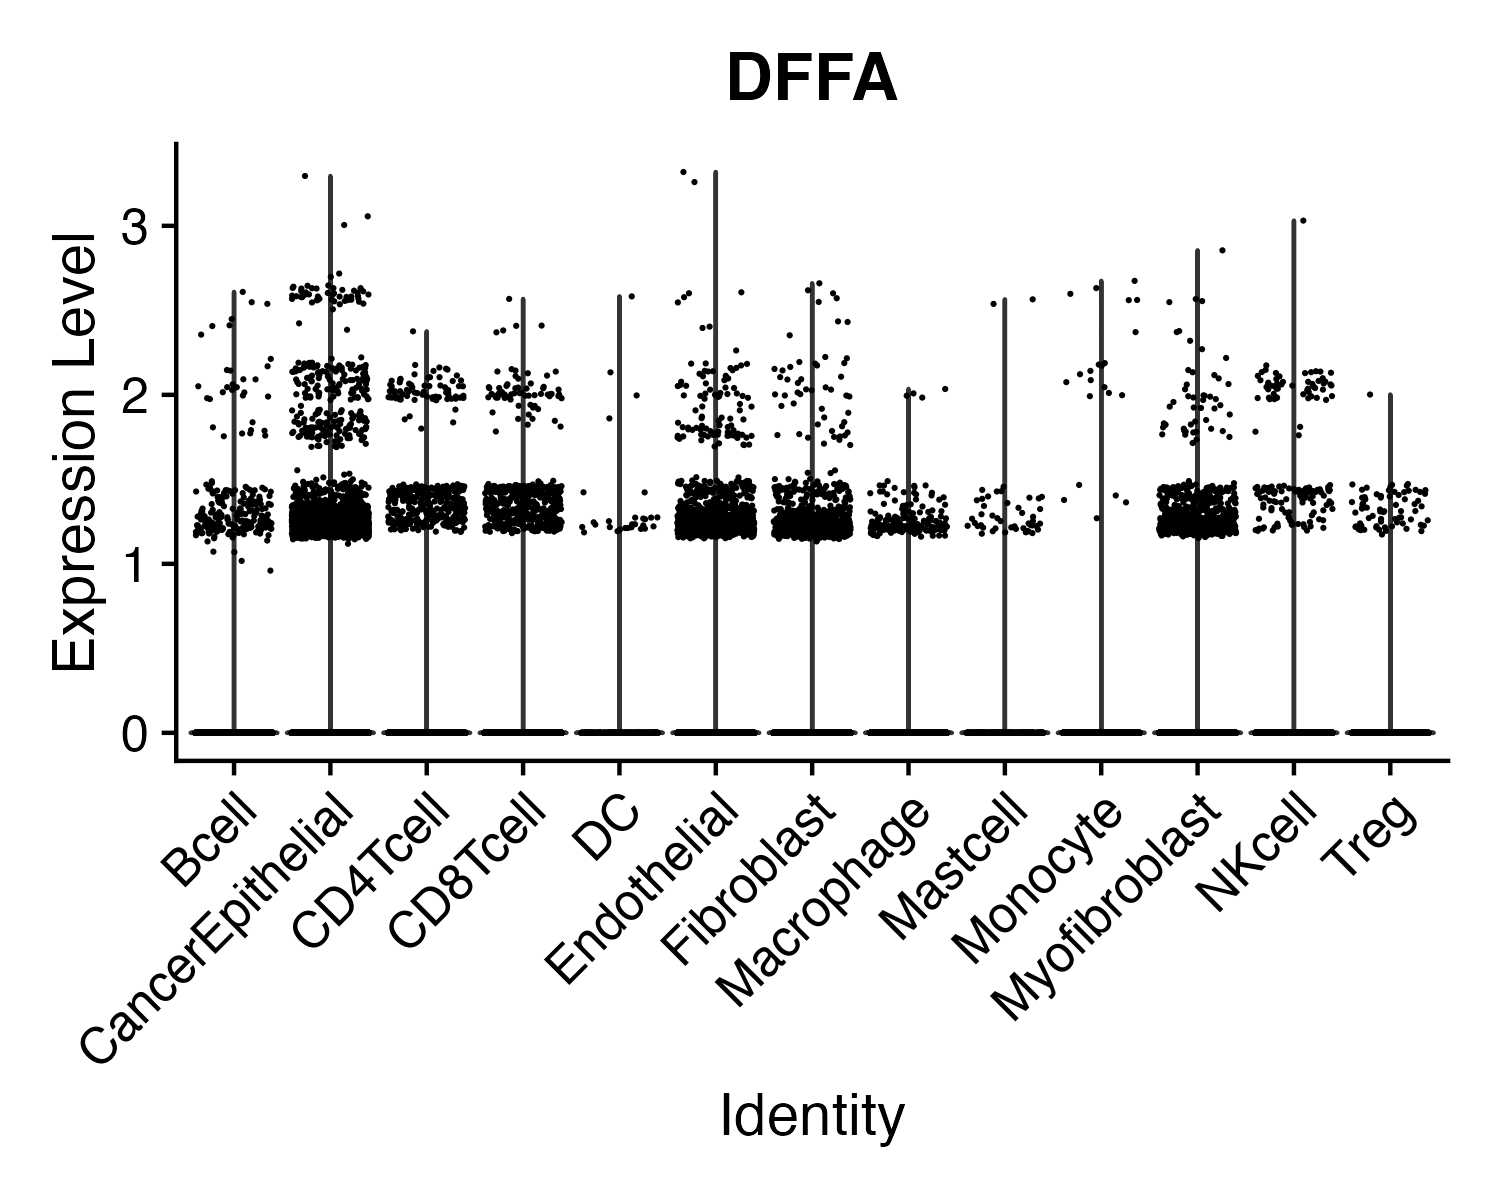 DFFA
Expression Level
3
2
1
0
Bcell
CancerEpithelial
CD4Tcell
CD8Tcell
DC
Endothelial
Fibroblast
Macrophage
Mastcell
Monocyte
Myofibroblast
NKcell
Treg
Identity